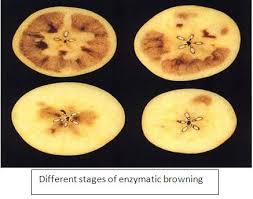 Different stages of enzymatic browning